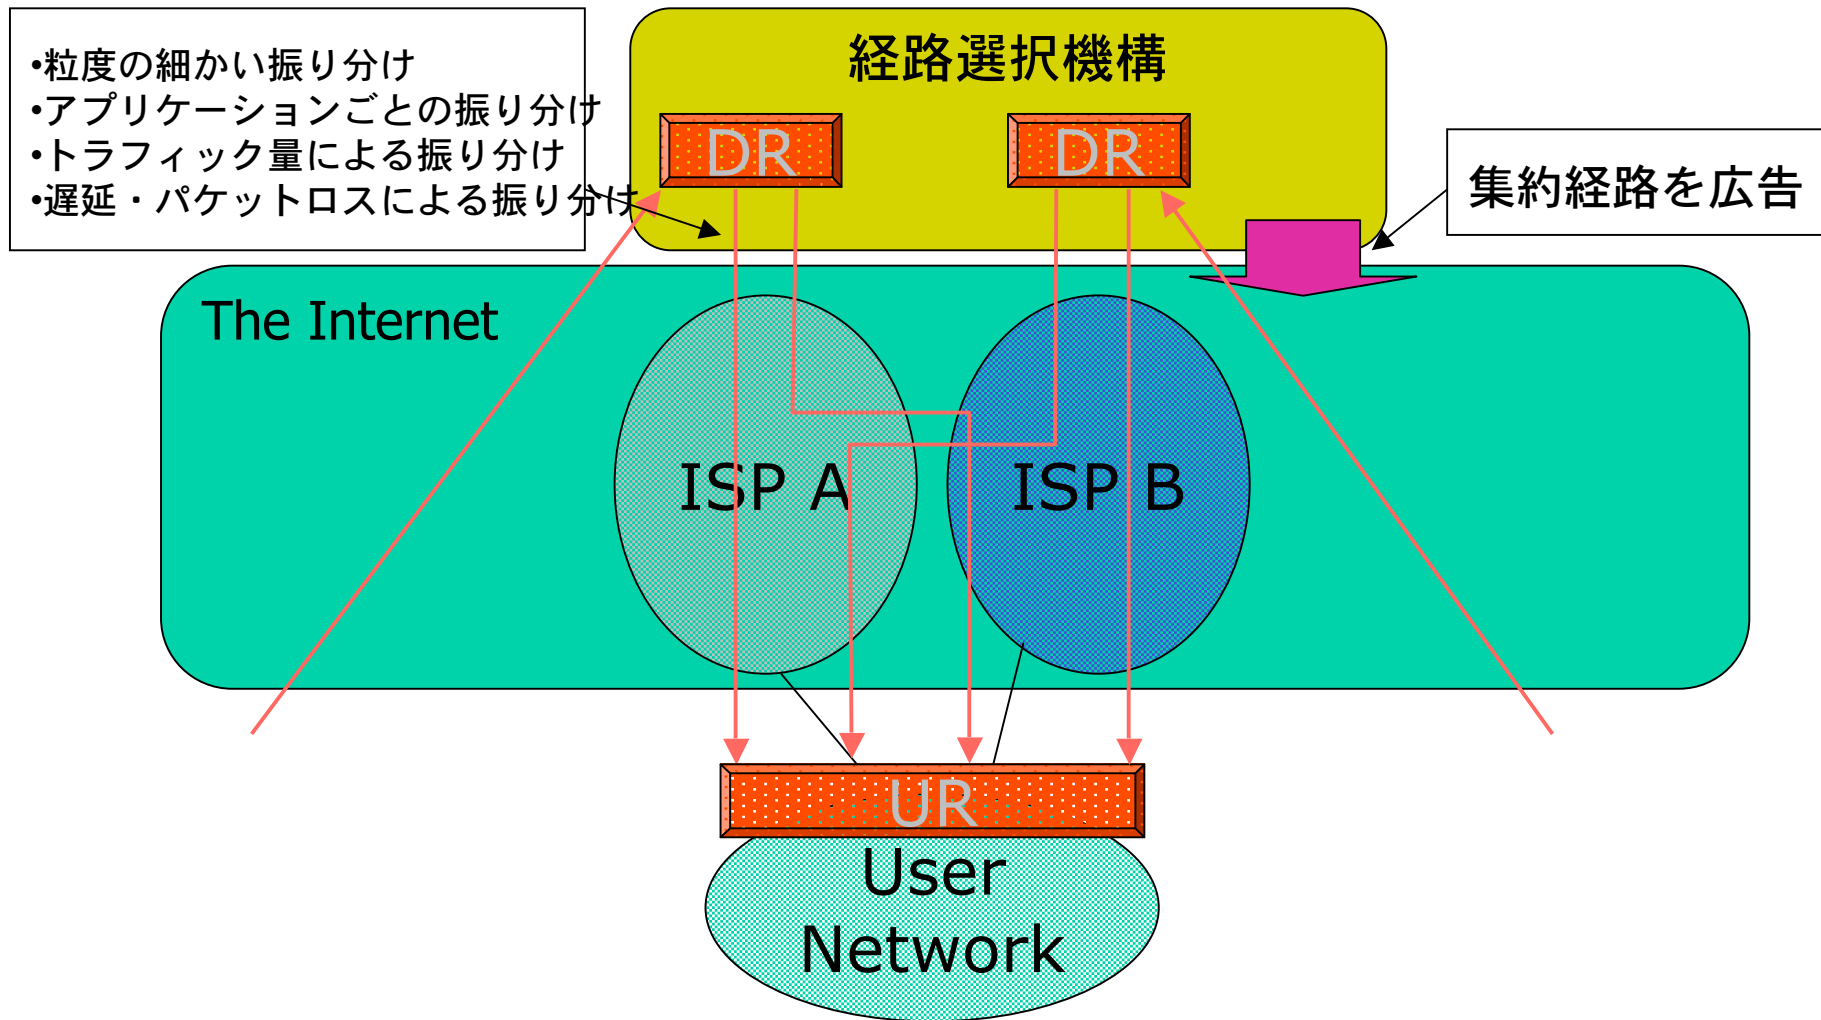 •粒度の細かい振り分け
•アプリケーションごとの振り分け
•トラフィック量による振り分け
•遅延・パケットロスによる振り分け
経路選択機構
DR
DR
集約経路を広告
The Internet
ISP A
ISP B
UR
User
Network